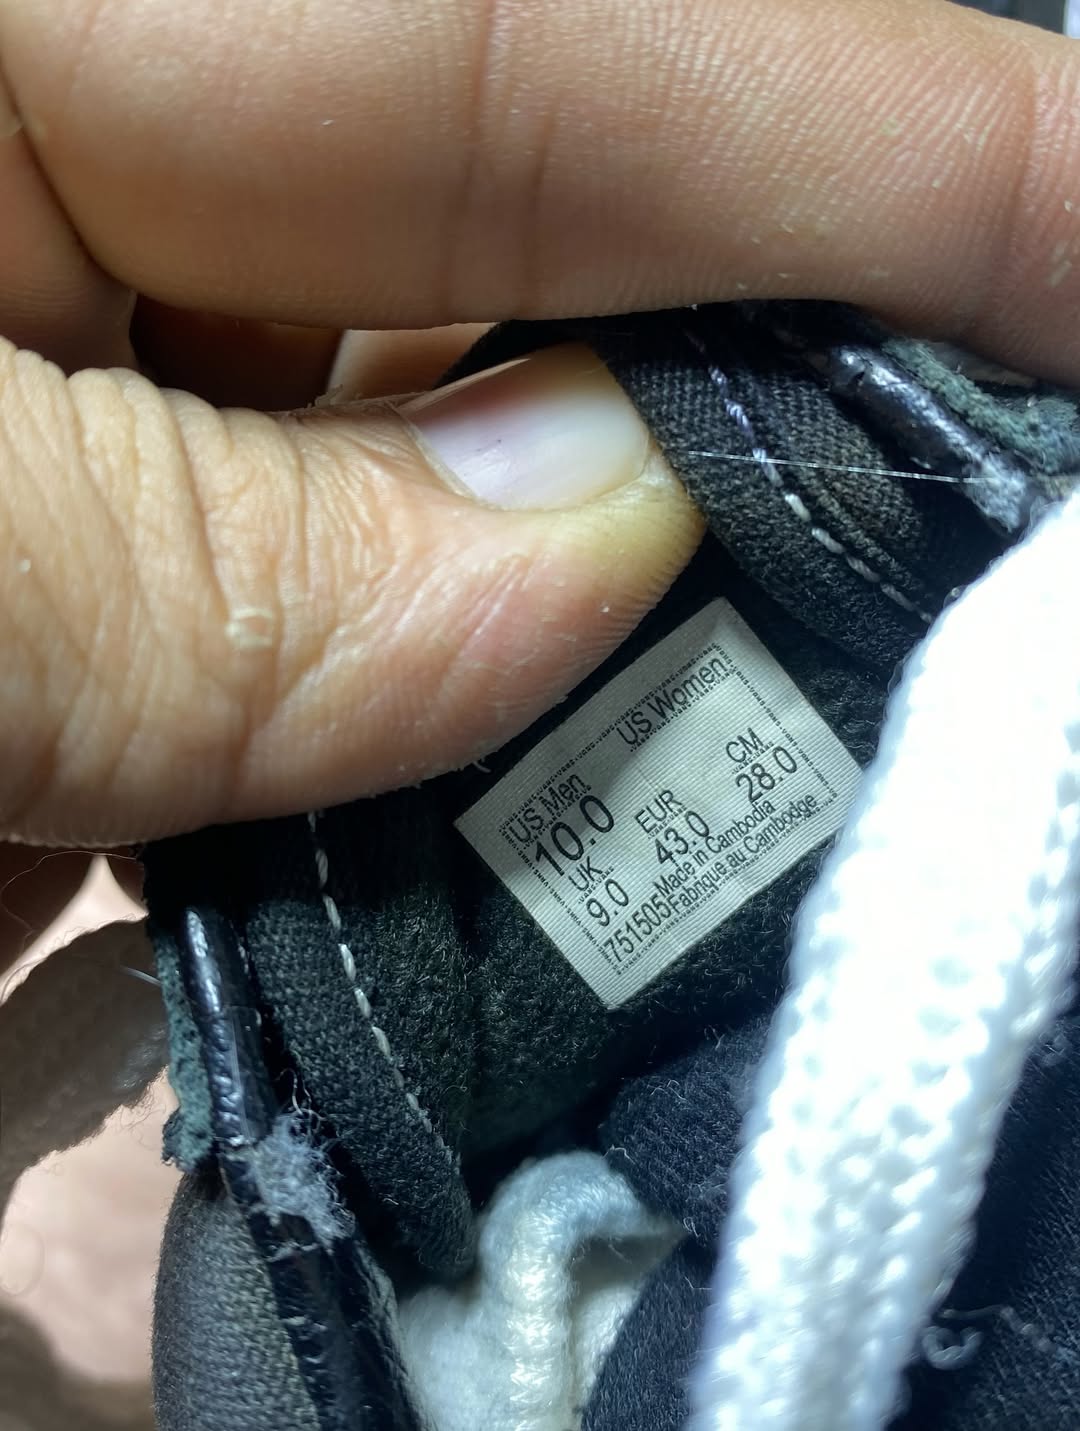 US Men US Women
10.0
UK EUR CM
9.0 43.0 28.0
751505 Made in Cambodia
Fabrique au Cambodge